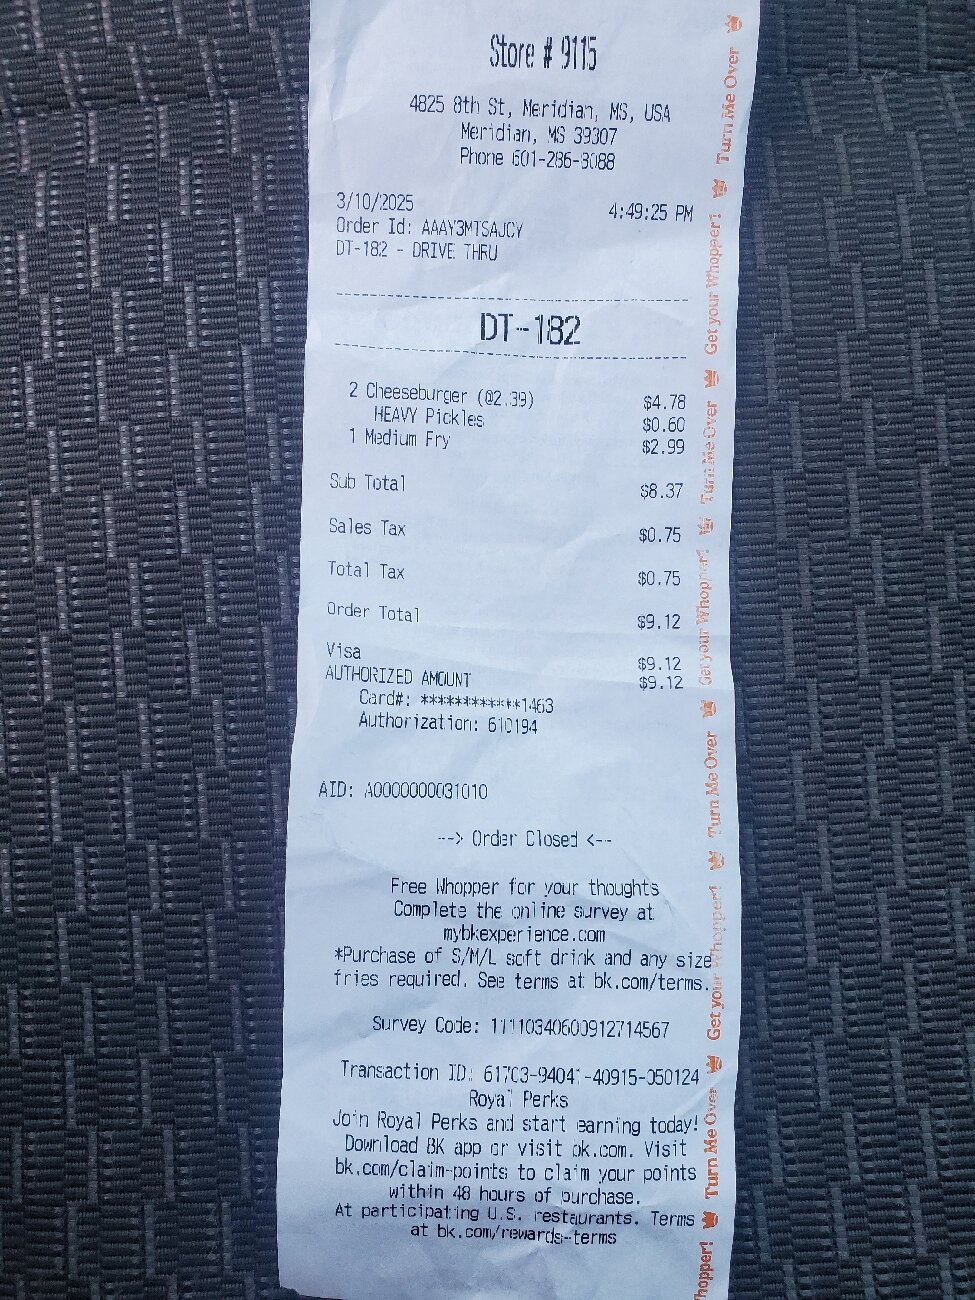 Store # 9115
4825 8th St, Meridian, MS, USA
Meridian, MS 39307
Phone 601-286-3088
3/10/2025 4:49:25 PM
Order Id: AAAY3MTSAJCY
DT-182 - DRIVE THRU
DT-182
2 Cheeseburger (@2.39) $4.78
HEAVY Pickles $0.60
1 Medium Fry $2.99
Sub Total $8.37
Sales Tax $0.75
Total Tax $0.75
Order Total $9.12
Visa $9.12
AUTHORIZED AMOUNT $9.12
Card#: ************1463
Authorization: 610194
AID: A0000000031010
--> Order Closed <--
Free Whopper for your thoughts
Complete the online survey at
mybkexperience.com
*Purchase of S/M/L soft drink and any size
fries required. See terms at bk.com/terms.
Survey Code: 11110340600912714567
Transaction ID: 61703-94041-40915-050124
Royal Perks
Join Royal Perks and start earning today!
Download BK app or visit bk.com. Visit
bk.com/claim-points to claim your points
within 48 hours of purchase.
At participating U.S. restaurants. Terms
at bk.com/rewards-terms
Turn Me Over
Get your Whopper!
Turn Me Over
Get your Whopper!
Turn Me Over
Get your Whopper!
Turn Me Over
hopper!